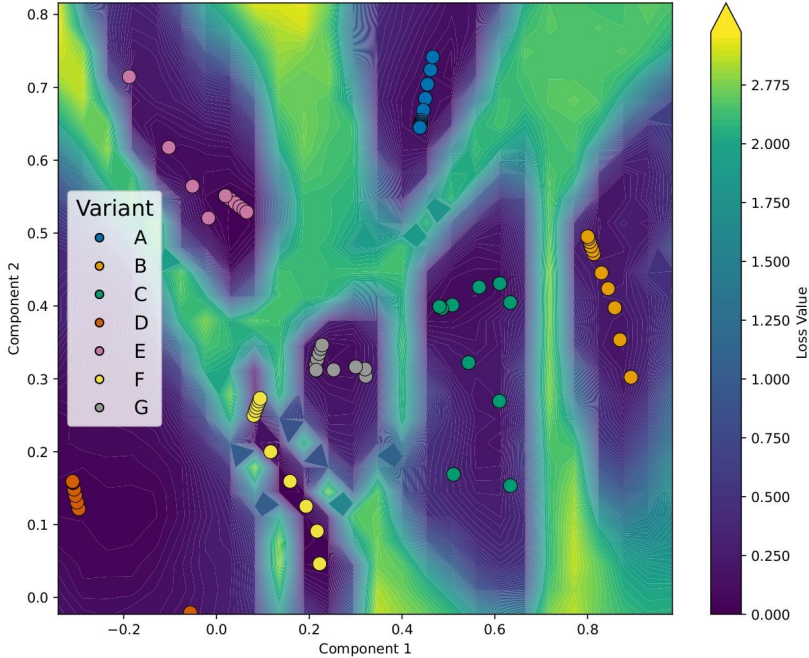 0.8
0.7
0.6
0.5
0.4
0.3
0.2
0.1
0.0
Component 2
−0.2
0.0
0.2
0.4
0.6
0.8
Component 1
Variant
A
B
C
D
E
F
G
2.775
2.000
1.750
1.500
1.250
1.000
0.750
0.500
0.250
0.000
Loss Value